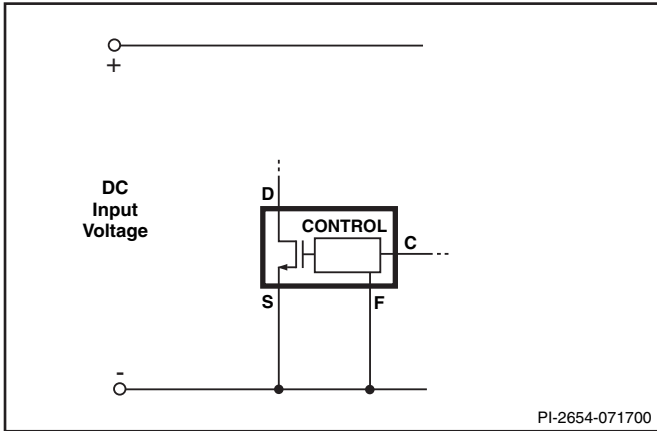 +
DC
Input
Voltage
D
CONTROL
C
S
F
-
PI-2654-071700